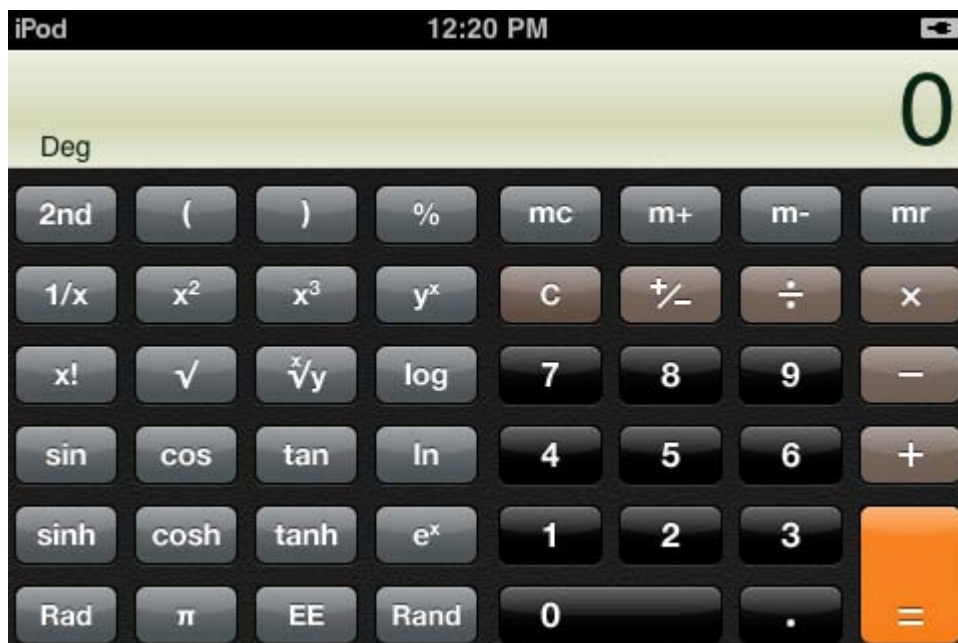 iPod 12:20 PM
0
Deg
2nd ( ) % mc m+ m- mr
1/x x² x³ yˣ C +/− ÷ ×
x! √ ˣ√y log 7 8 9 −
sin cos tan ln 4 5 6 +
sinh cosh tanh eˣ 1 2 3
Rad π EE Rand 0 . =